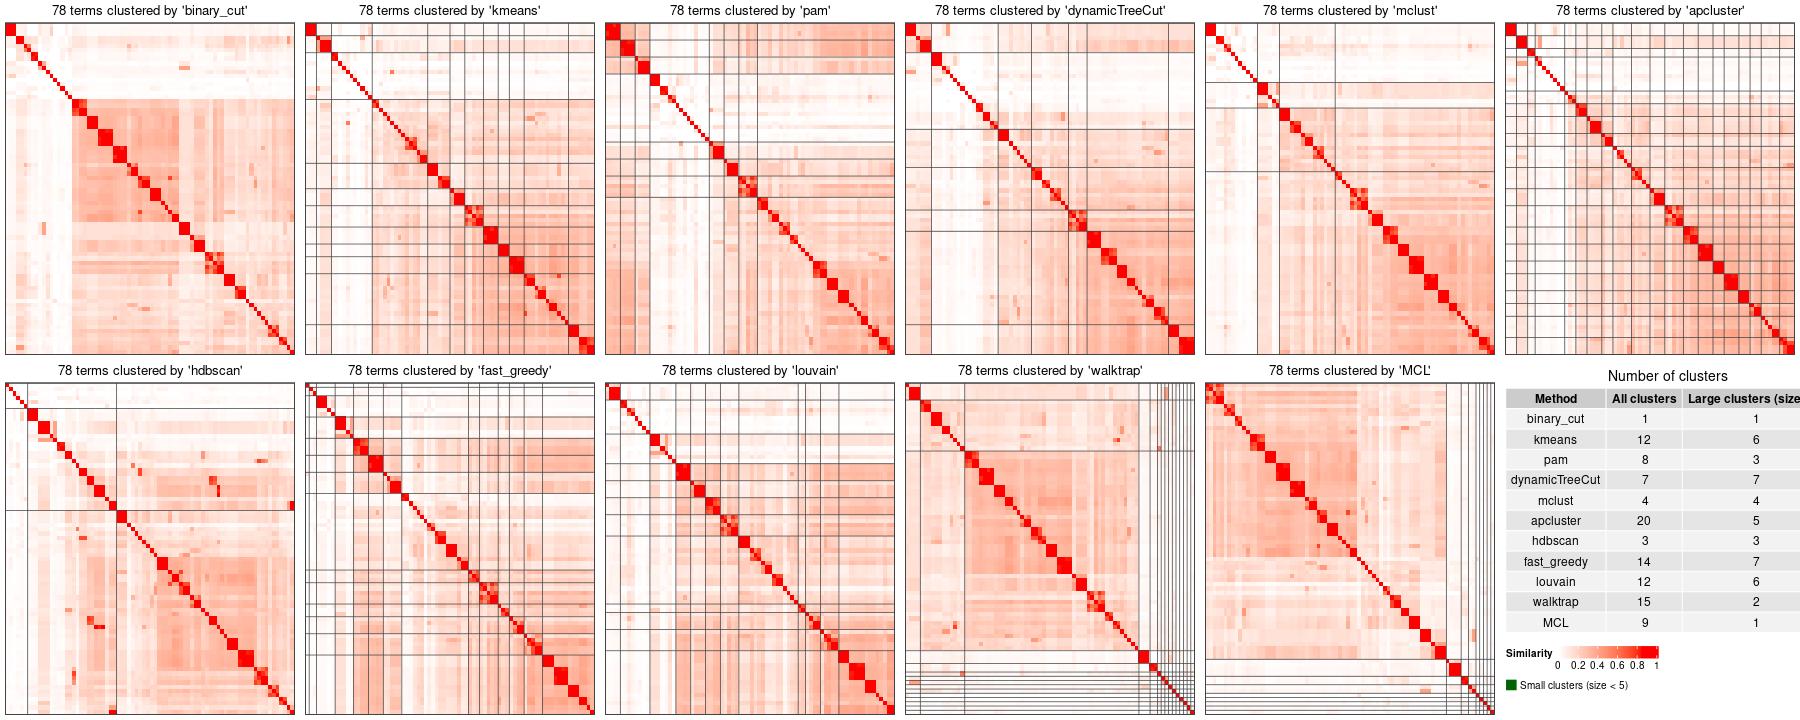 78 terms clustered by 'binary_cut'
78 terms clustered by 'kmeans'
78 terms clustered by 'pam'
78 terms clustered by 'dynamicTreeCut'
78 terms clustered by 'mclust'
78 terms clustered by 'apcluster'
78 terms clustered by 'hdbscan'
78 terms clustered by 'fast_greedy'
78 terms clustered by 'louvain'
78 terms clustered by 'walktrap'
78 terms clustered by 'MCL'
Number of clusters
Method All clusters Large clusters (size
binary_cut 1 1
kmeans 12 6
pam 8 3
dynamicTreeCut 7 7
mclust 4 4
apcluster 20 5
hdbscan 3 3
fast_greedy 14 7
louvain 12 6
walktrap 15 2
MCL 9 1
Similarity
0 0.2 0.4 0.6 0.8 1
Small clusters (size < 5)